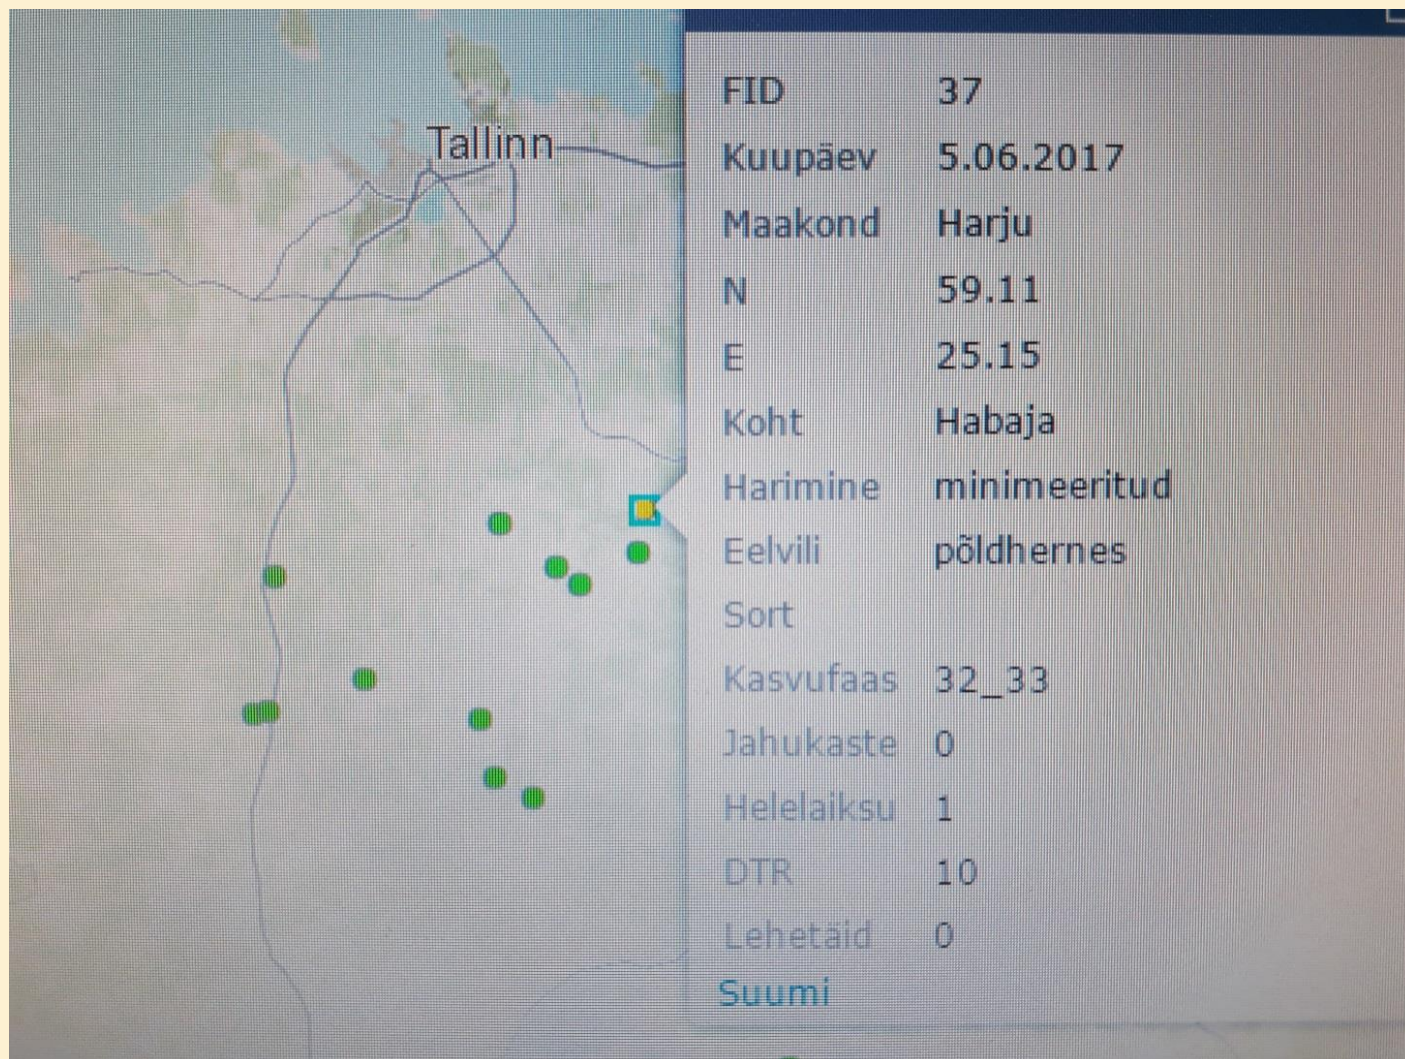 Tallinn
FID 37
Kuupäev 5.06.2017
Maakond Harju
N 59.11
E 25.15
Koht Habaja
Harimine minimeeritud
Eelvili põldhernes
Sort
Kasvufaas 32_33
Jahukaste 0
Helelaiksu 1
DTR 10
Lehetäid 0
Suumi